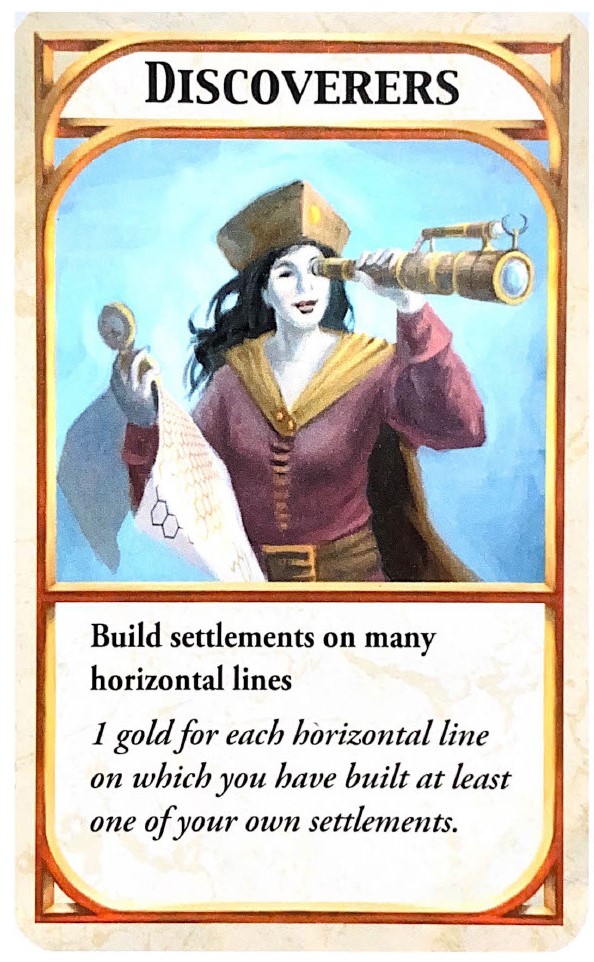 DISCOVERERS
Build settlements on many
horizontal lines
1 gold for each horizontal line
on which you have built at least
one of your own settlements.